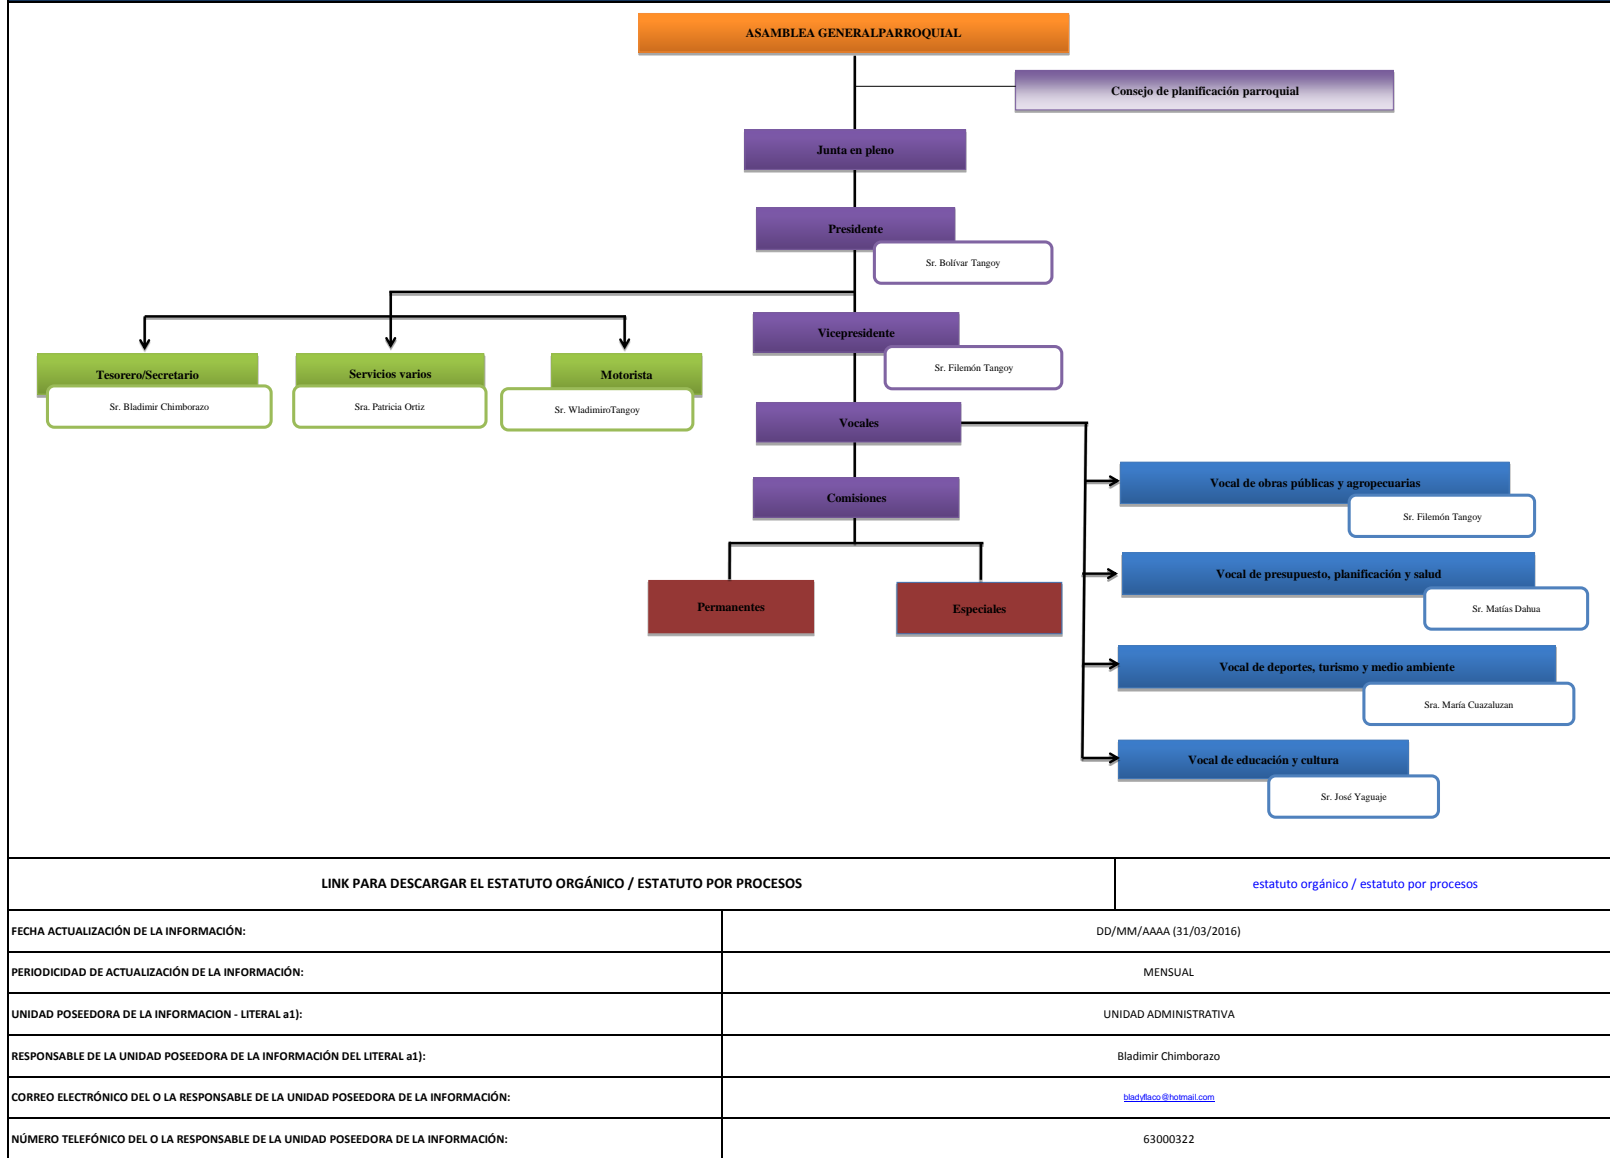 ASAMBLEA GENERALPARROQUIAL
Consejo de planificación parroquial
Junta en pleno
Presidente
Sr. Bolívar Tangoy
Vicepresidente
Sr. Filemón Tangoy
Tesorero/Secretario
Sr. Bladimir Chimborazo
Servicios varios
Sra. Patricia Ortiz
Motorista
Sr. WladimiroTangoy
Vocales
Comisiones
Permanentes
Especiales
Vocal de obras públicas y agropecuarias
Sr. Filemón Tangoy
Vocal de presupuesto, planificación y salud
Sr. Matías Dahua
Vocal de deportes, turismo y medio ambiente
Sra. María Cuazaluzan
Vocal de educación y cultura
Sr. José Yaguaje
LINK PARA DESCARGAR EL ESTATUTO ORGÁNICO / ESTATUTO POR PROCESOS
estatuto orgánico / estatuto por procesos
FECHA ACTUALIZACIÓN DE LA INFORMACIÓN:
DD/MM/AAAA (31/03/2016)
PERIODICIDAD DE ACTUALIZACIÓN DE LA INFORMACIÓN:
MENSUAL
UNIDAD POSEEDORA DE LA INFORMACION - LITERAL a1):
UNIDAD ADMINISTRATIVA
RESPONSABLE DE LA UNIDAD POSEEDORA DE LA INFORMACIÓN DEL LITERAL a1):
Bladimir Chimborazo
CORREO ELECTRÓNICO DEL O LA RESPONSABLE DE LA UNIDAD POSEEDORA DE LA INFORMACIÓN:
bladyflaco@hotmail.com
NÚMERO TELEFÓNICO DEL O LA RESPONSABLE DE LA UNIDAD POSEEDORA DE LA INFORMACIÓN:
63000322